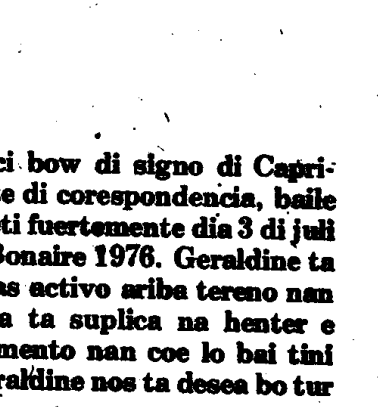 ci bow di signo di Capri-
e di corespondencia, baile
ti fuertemente dia 3 di juli
Bonaire 1976. Geraldine ta
as activo ariba tereno nan
a ta suplica na henter e
mento nan coe lo bai tini
raldine nos ta desea bo tur